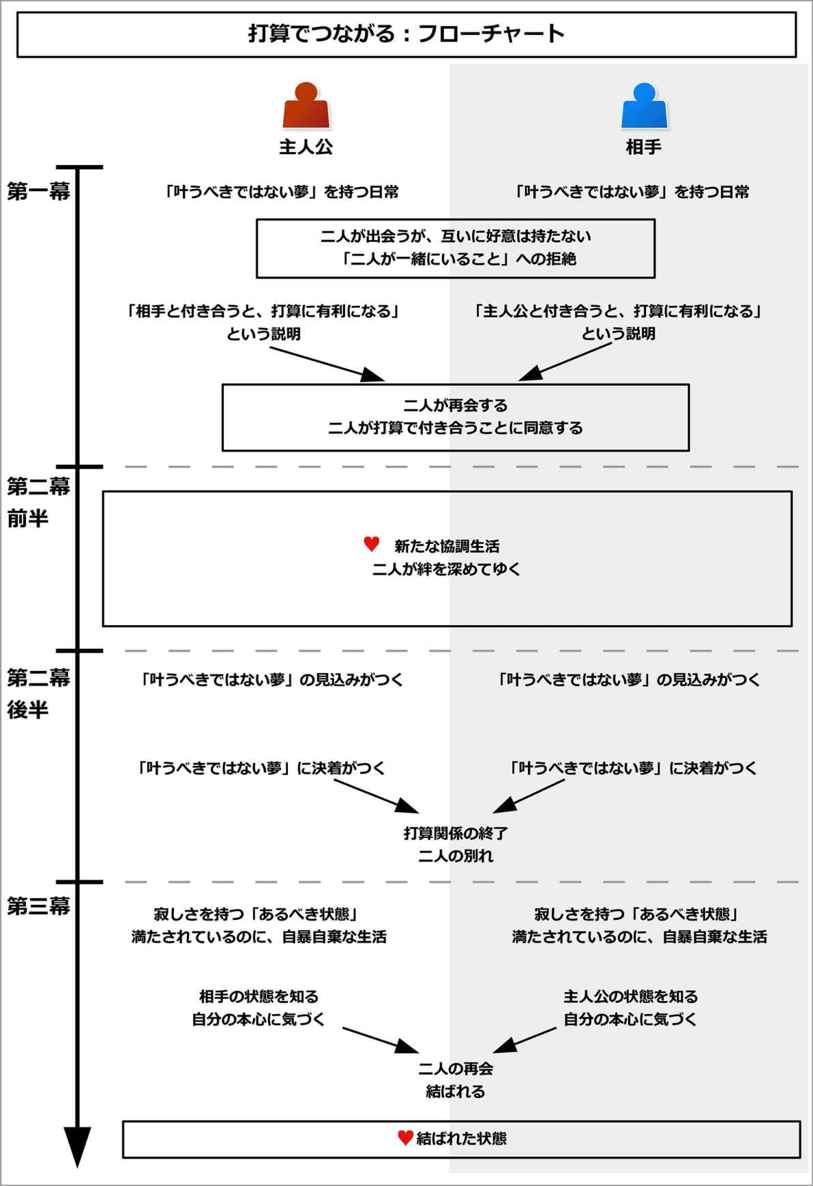 打算でつながる：フローチャート
主人公
相手
第一幕
「叶うべきではない夢」を持つ日常
「叶うべきではない夢」を持つ日常
二人が出会うが、互いに好意は持たない
「二人が一緒にいること」への拒絶
「相手と付き合うと、打算に有利になる」
という説明
「主人公と付き合うと、打算に有利になる」
という説明
二人が再会する
二人が打算で付き合うことに同意する
第二幕
前半
♥ 新たな協調生活
二人が絆を深めてゆく
第二幕
後半
「叶うべきではない夢」の見込みがつく
「叶うべきではない夢」の見込みがつく
「叶うべきではない夢」に決着がつく
「叶うべきではない夢」に決着がつく
打算関係の終了
二人の別れ
第三幕
寂しさを持つ「あるべき状態」
満たされているのに、自暴自棄な生活
寂しさを持つ「あるべき状態」
満たされているのに、自暴自棄な生活
相手の状態を知る
自分の本心に気づく
主人公の状態を知る
自分の本心に気づく
二人の再会
結ばれる
♥結ばれた状態